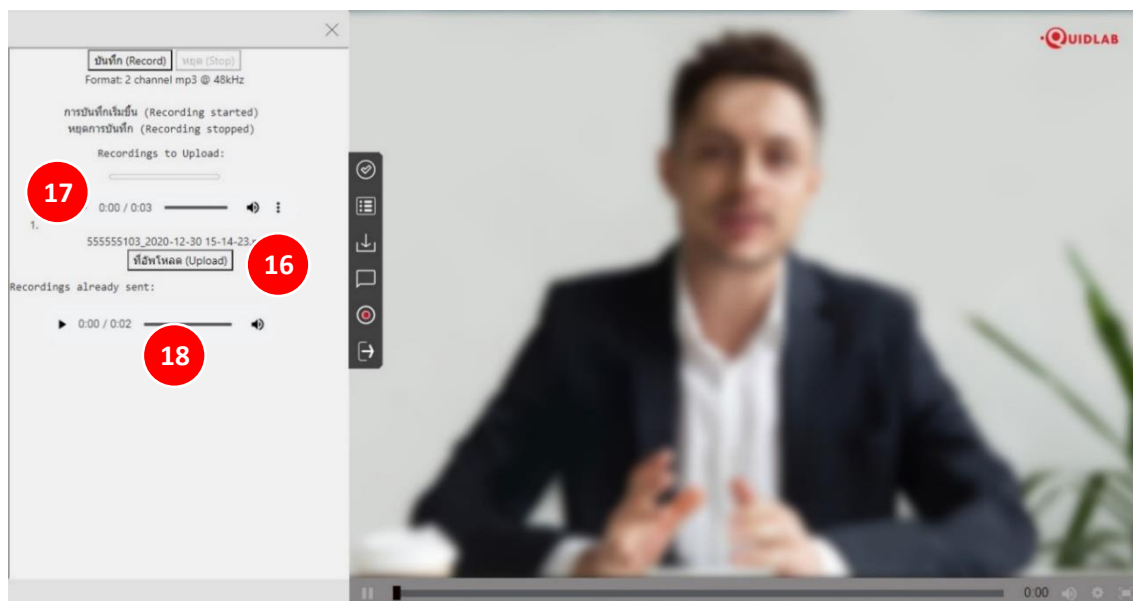 บันทึก (Record) หยุด (Stop)
Format: 2 channel mp3 @ 48kHz
การบันทึกเริ่มขึ้น (Recording started)
หยุดการบันทึก (Recording stopped)
Recordings to Upload:
17
0:00 / 0:03
1.
555555103_2020-12-30 15-14-23.
ที่อัพโหลด (Upload)
16
Recordings already sent:
0:00 / 0:02
18
QUIDLAB
0:00